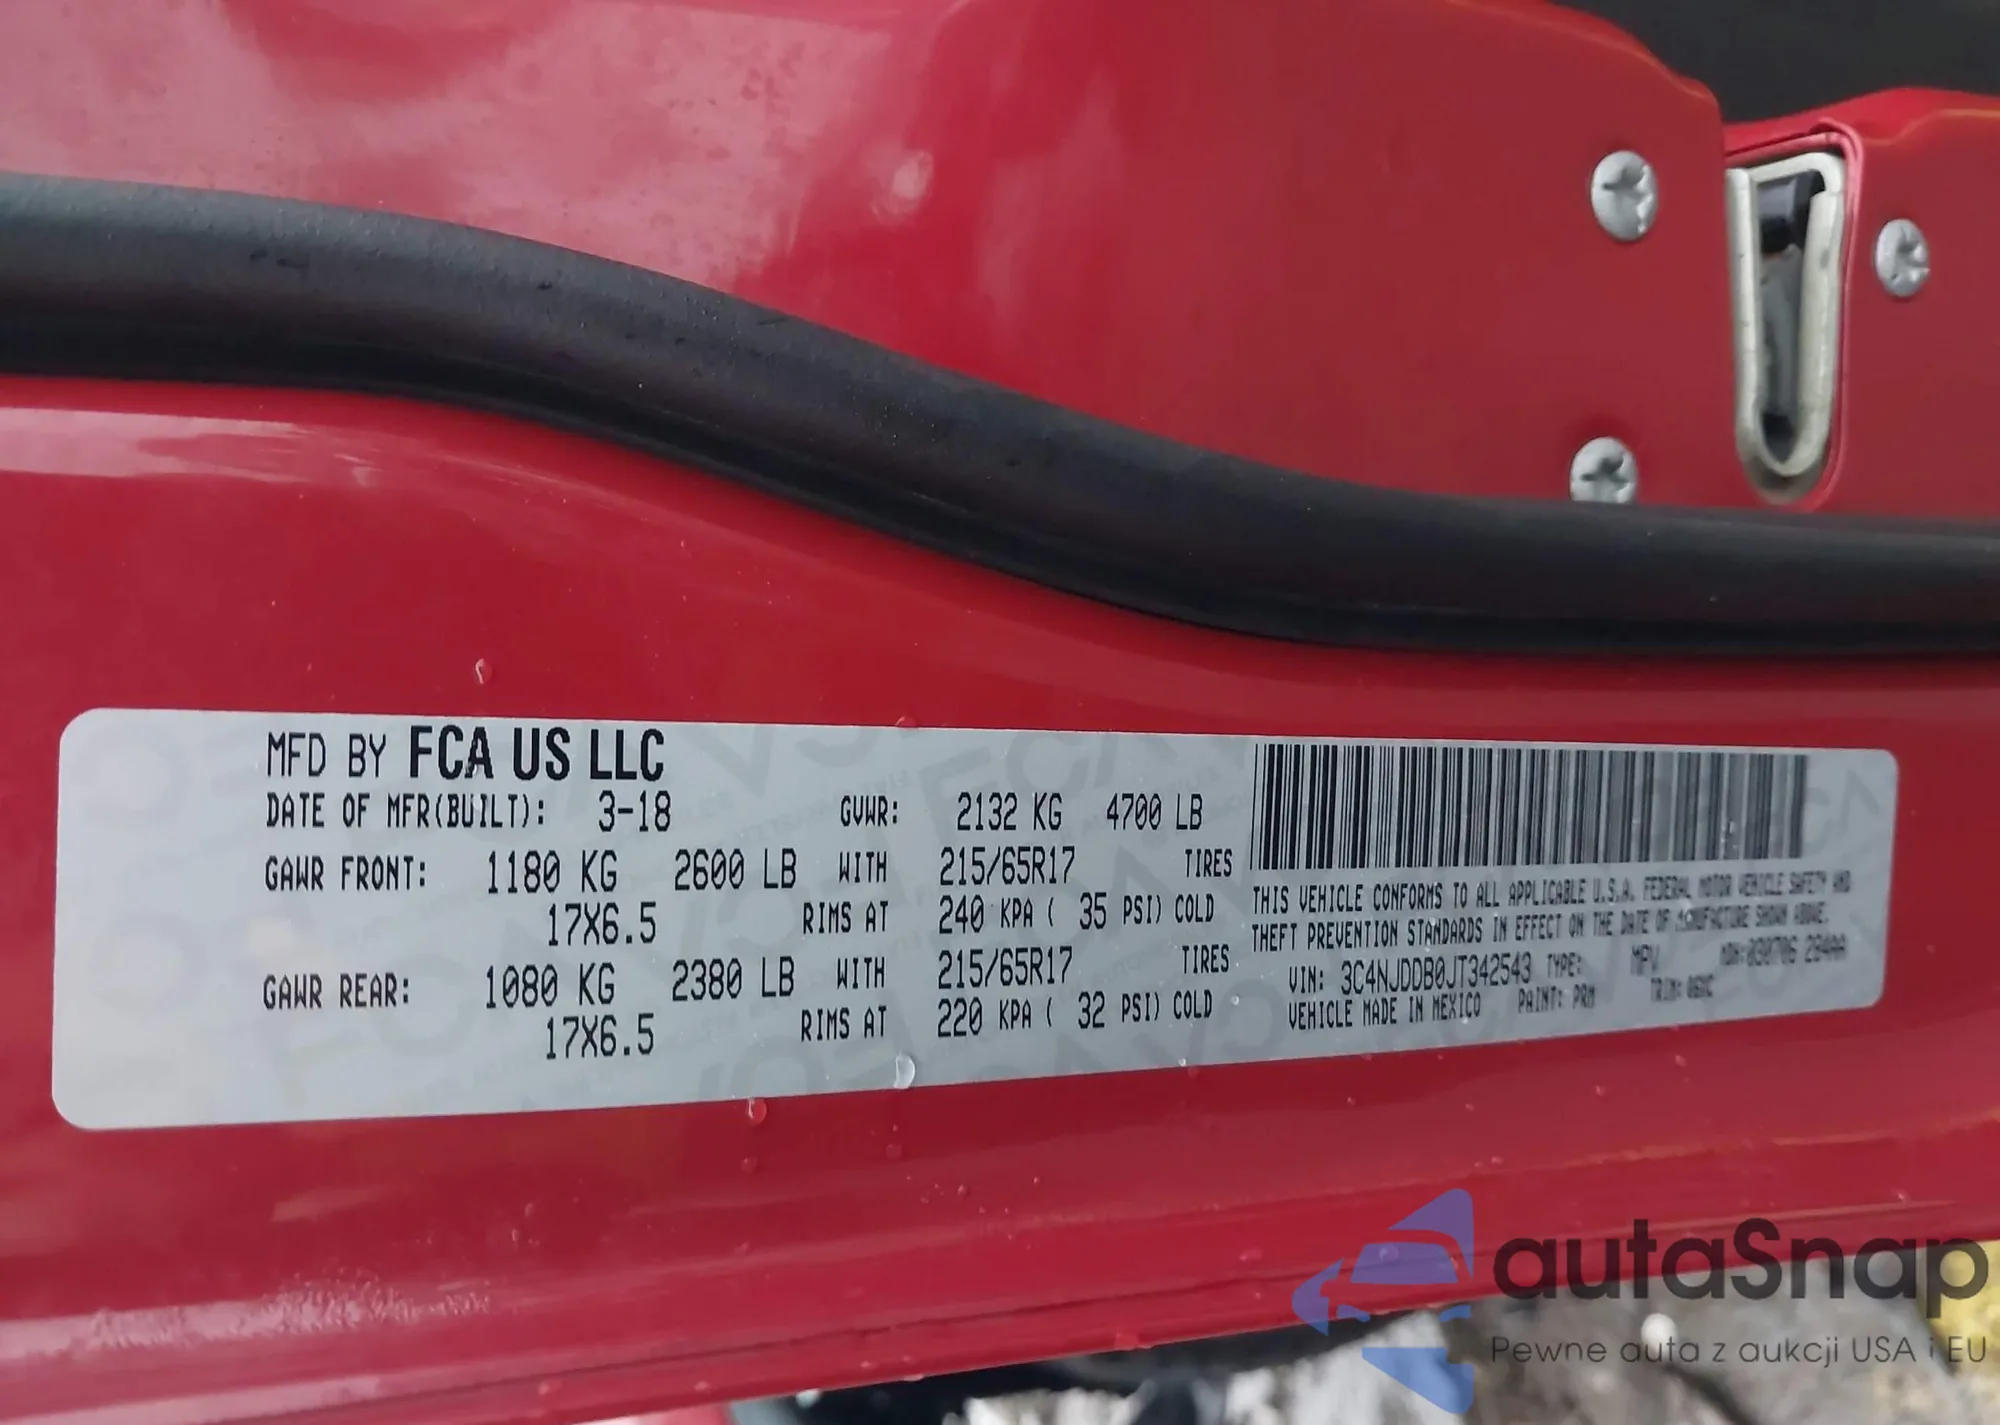 MFD BY FCA US LLC
DATE OF MFR(BUILT): 3-18 GVWR: 2132 KG 4700 LB
GAWR FRONT: 1180 KG 2600 LB WITH 215/65R17 TIRES
17X6.5 RIMS AT 240 KPA ( 35 PSI) COLD
GAWR REAR: 1080 KG 2380 LB WITH 215/65R17 TIRES
17X6.5 RIMS AT 220 KPA ( 32 PSI) COLD
THIS VEHICLE CONFORMS TO ALL APPLICABLE U.S.A. FEDERAL MOTOR VEHICLE SAFETY AND
THEFT PREVENTION STANDARDS IN EFFECT ON THE DATE OF MANUFACTURE SHOWN ABOVE.
VIN: 3C4NJDDB0JT342543 TYPE: MPV MDH:030706 284AA
VEHICLE MADE IN MEXICO PAINT: PRM TRIM:
autaSnap
Pewne auta z aukcji USA i EU